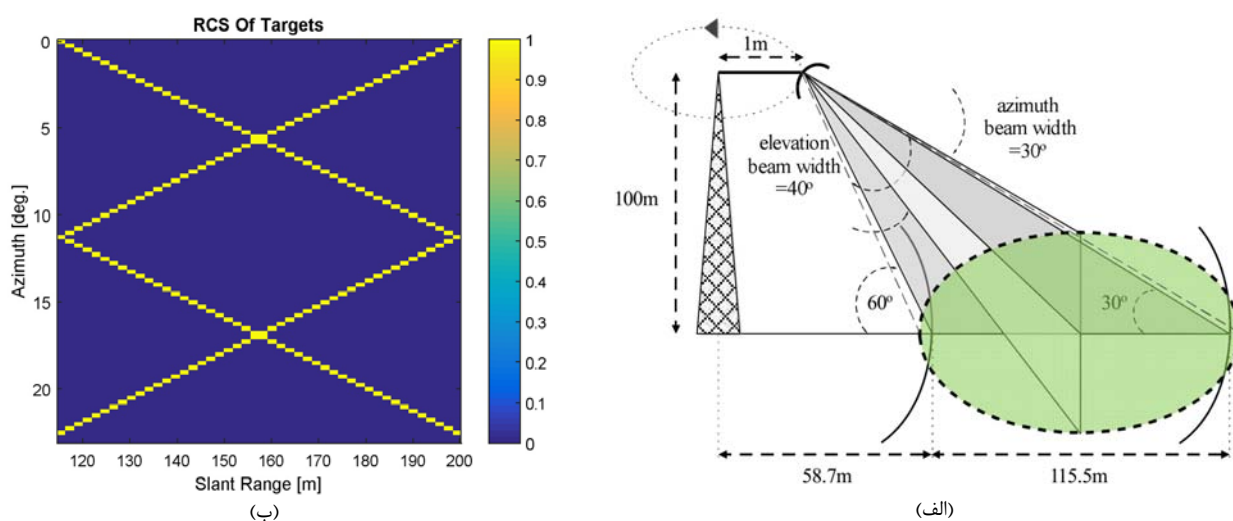 RCS Of Targets
0
5
10
15
20
Azimuth [deg.]
120 130 140 150 160 170 180 190 200
Slant Range [m]
1
0.9
0.8
0.7
0.6
0.5
0.4
0.3
0.2
0.1
0
(ب)
1m
100m
azimuth
beam width
=30°
elevation
beam width
=40°
60°
30°
58.7m
115.5m
(الف)